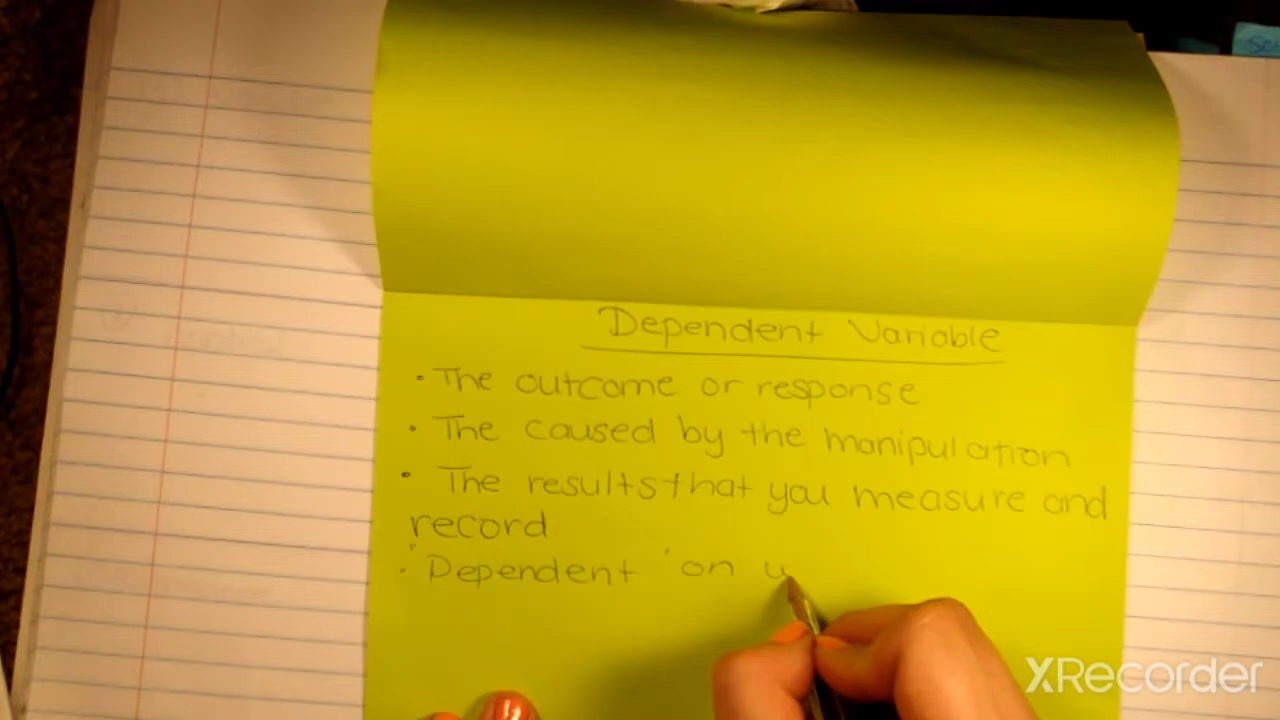 Dependent Variable
• The outcome or response
• The caused by the manipulation
• The results that you measure and
record
• "Dependent" on
XRecorder